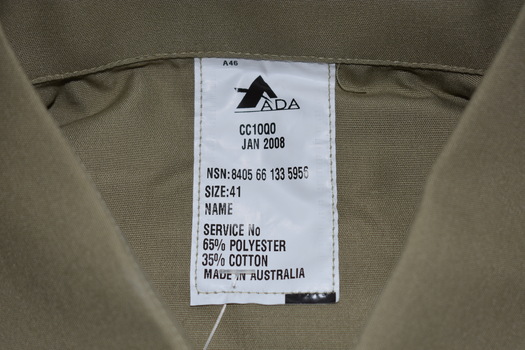 A46
ADA
CC10Q0
JAN 2008
NSN:8405 66 133 5956
SIZE:41
NAME
SERVICE No
65% POLYESTER
35% COTTON
MADE IN AUSTRALIA